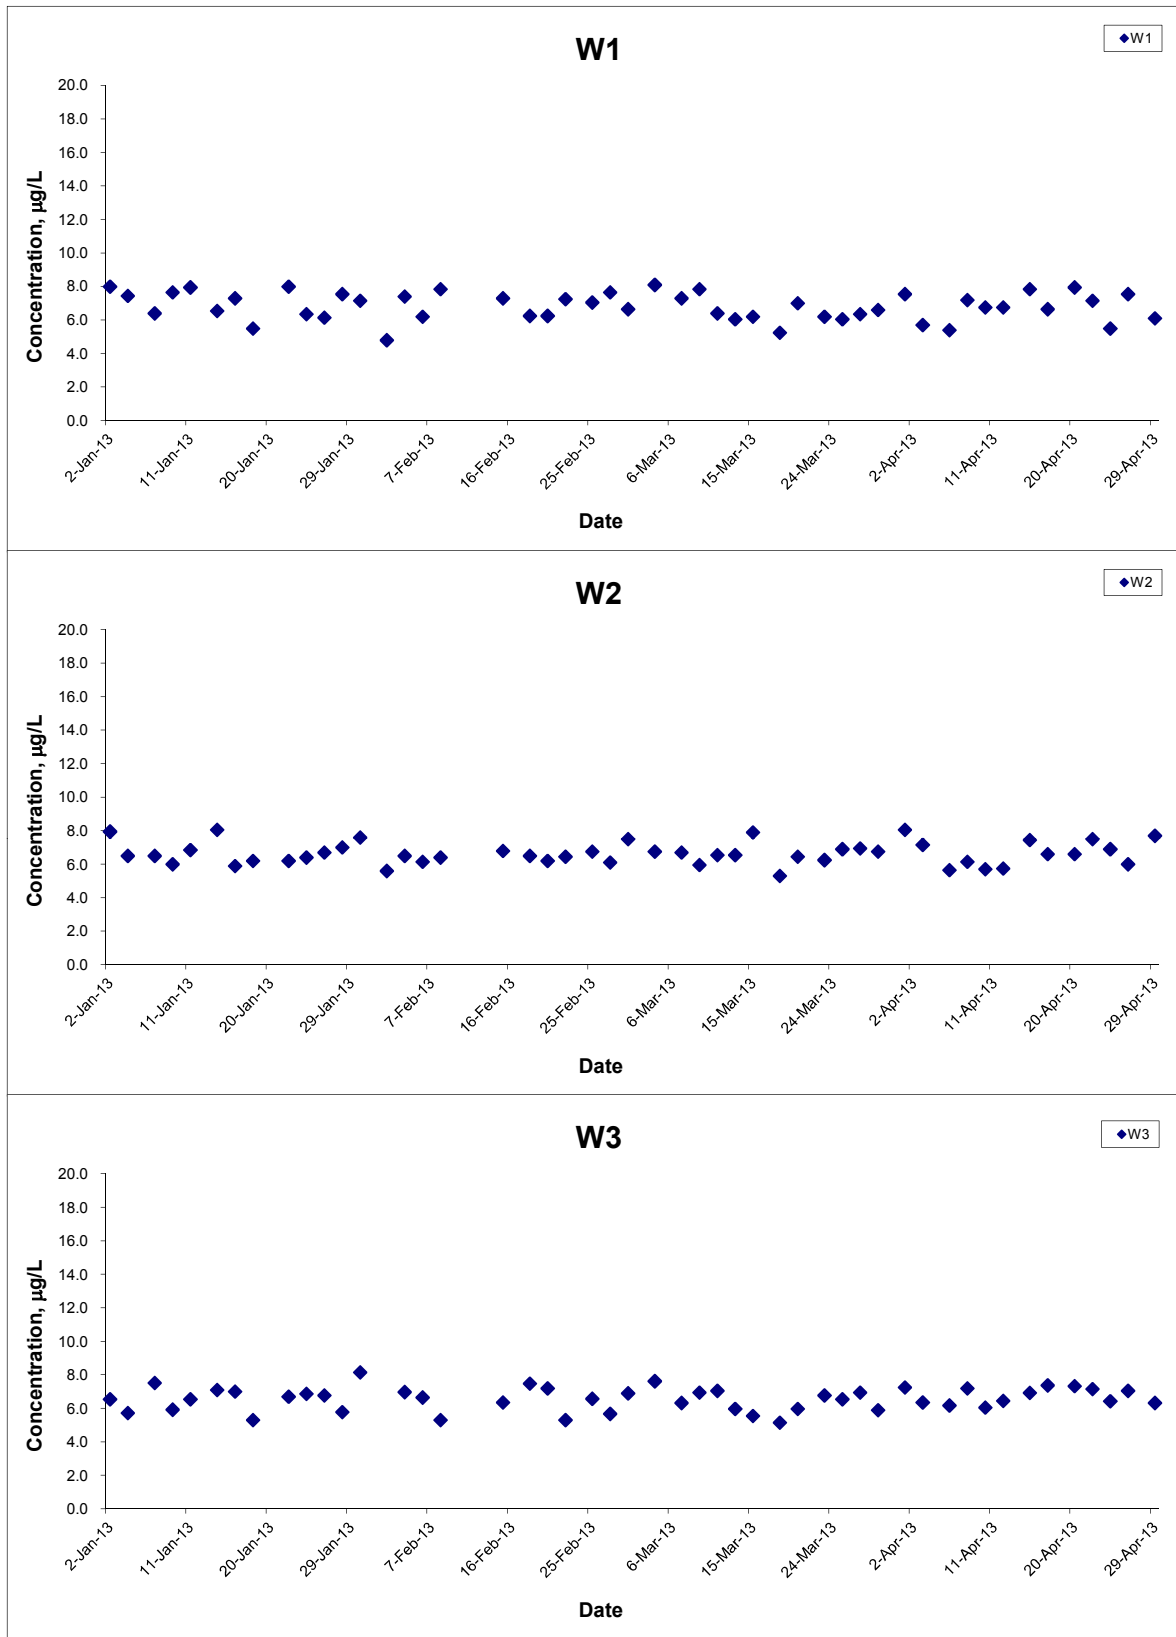 W1
W1
20.0
18.0
16.0
14.0
12.0
10.0
8.0
6.0
4.0
2.0
0.0
Concentration, µg/L
2-Jan-13
11-Jan-13
20-Jan-13
29-Jan-13
7-Feb-13
16-Feb-13
25-Feb-13
6-Mar-13
15-Mar-13
24-Mar-13
2-Apr-13
11-Apr-13
20-Apr-13
29-Apr-13
Date
W2
W2
20.0
18.0
16.0
14.0
12.0
10.0
8.0
6.0
4.0
2.0
0.0
Concentration, µg/L
2-Jan-13
11-Jan-13
20-Jan-13
29-Jan-13
7-Feb-13
16-Feb-13
25-Feb-13
6-Mar-13
15-Mar-13
24-Mar-13
2-Apr-13
11-Apr-13
20-Apr-13
29-Apr-13
Date
W3
W3
20.0
18.0
16.0
14.0
12.0
10.0
8.0
6.0
4.0
2.0
0.0
Concentration, µg/L
2-Jan-13
11-Jan-13
20-Jan-13
29-Jan-13
7-Feb-13
16-Feb-13
25-Feb-13
6-Mar-13
15-Mar-13
24-Mar-13
2-Apr-13
11-Apr-13
20-Apr-13
29-Apr-13
Date